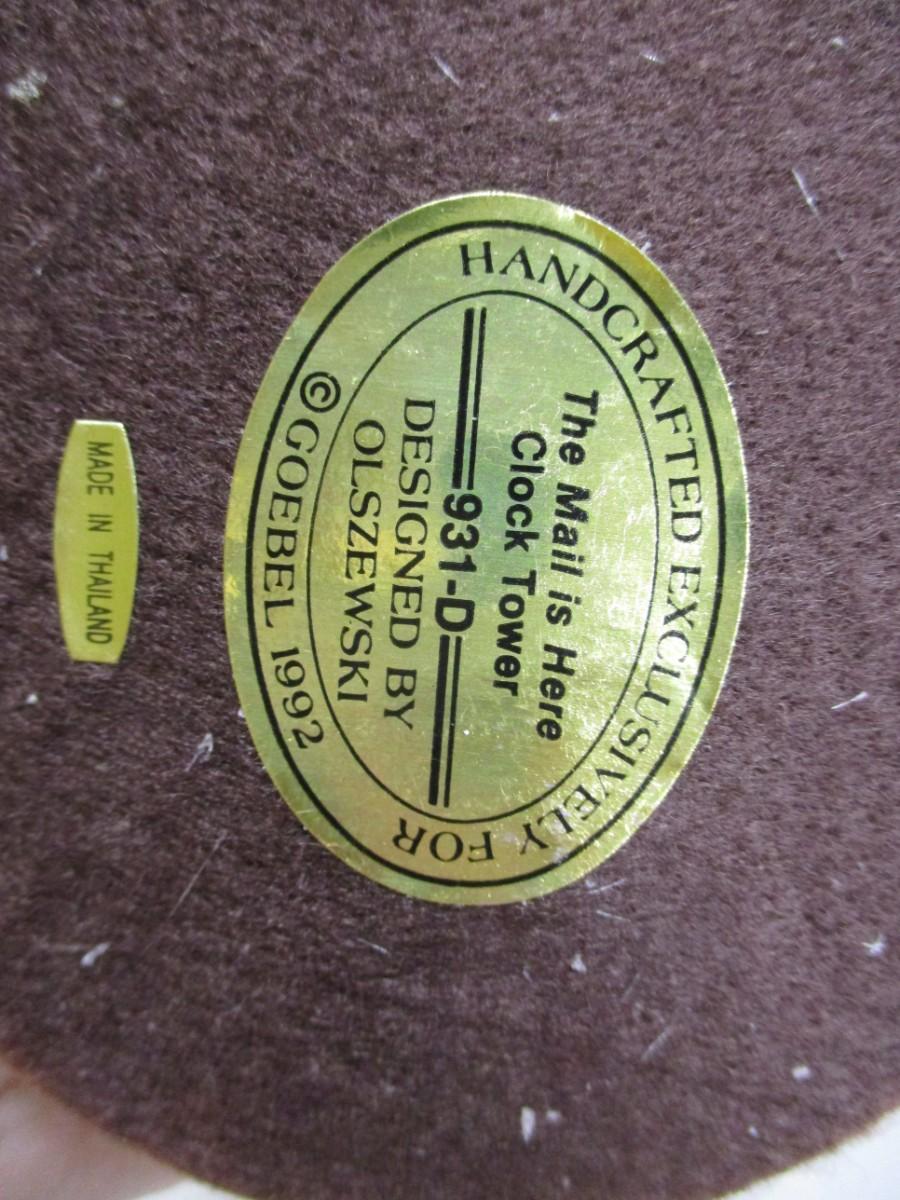 HANDCRAFTED EXCLUSIVELY FOR
The Mail is Here
Clock Tower
931-D
DESIGNED BY
OLSZEWSKI
©GOEBEL 1992
MADE IN THAILAND